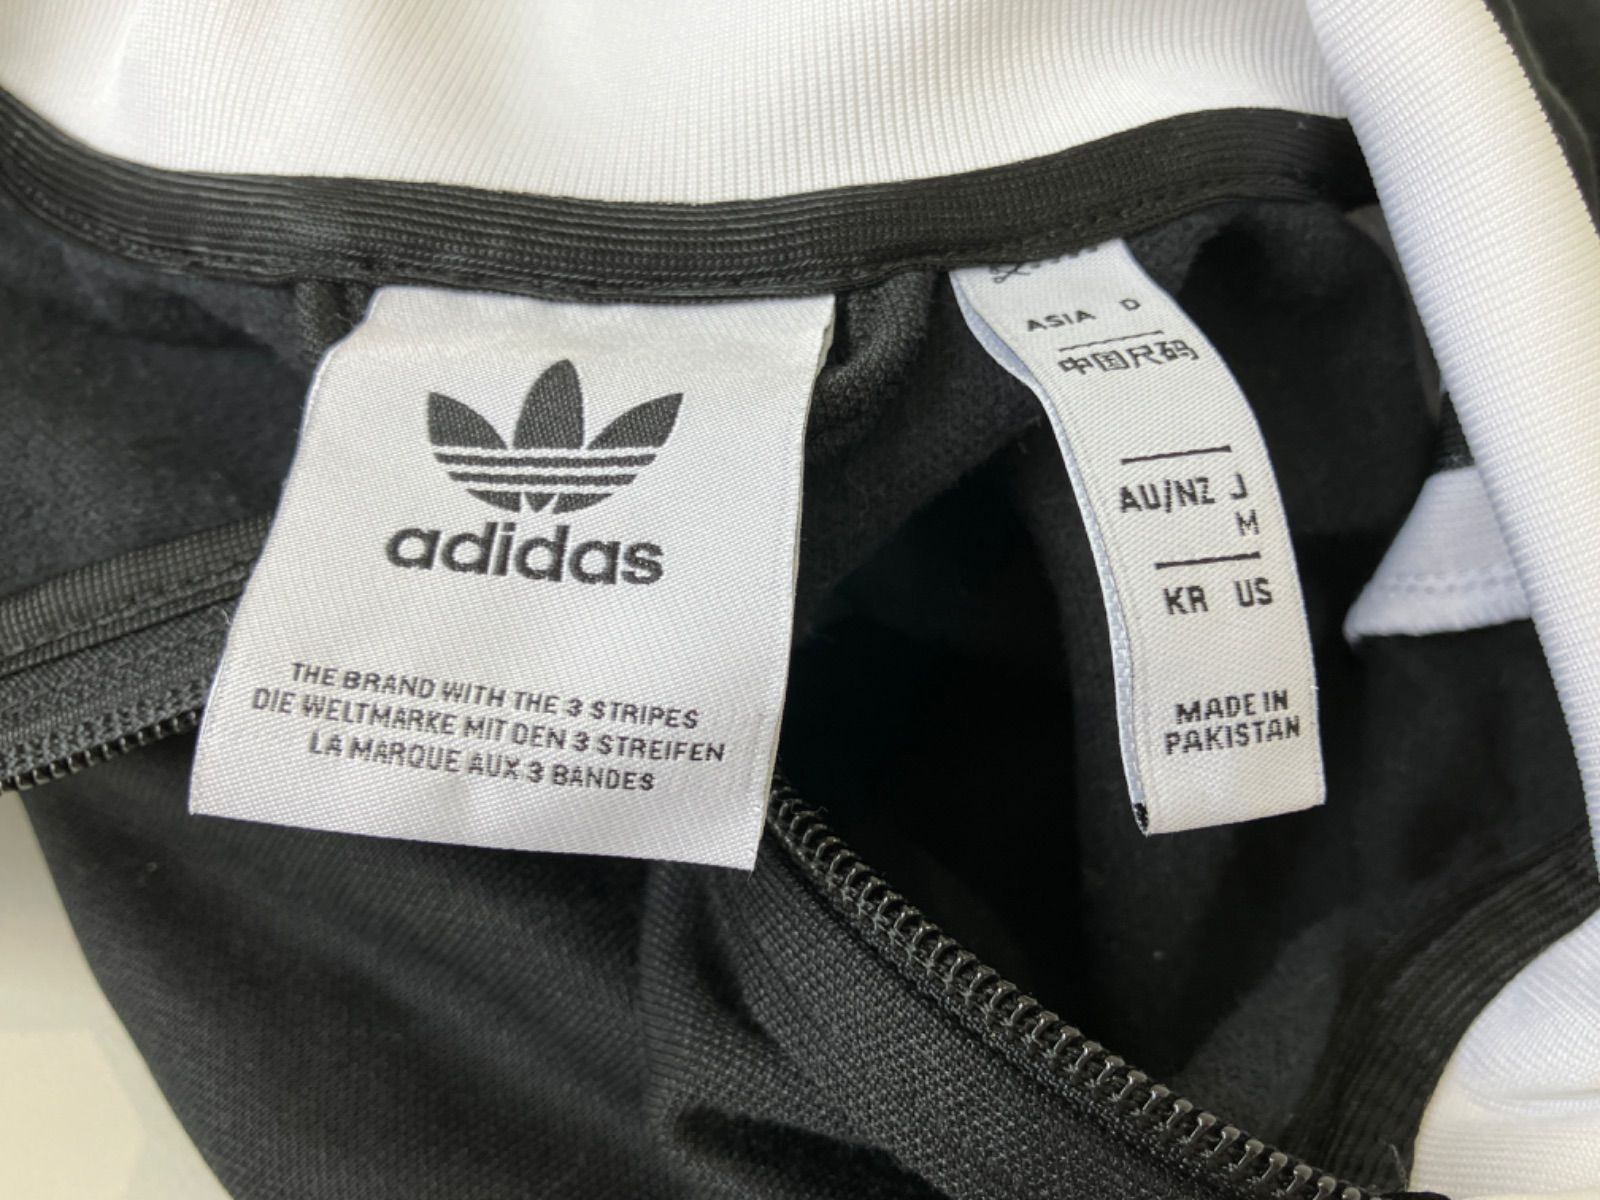 adidas
THE BRAND WITH THE 3 STRIPES
DIE WELTMARKE MIT DEN 3 STREIFEN
LA MARQUE AUX 3 BANDES
ASIA D
中国尺码
AU/NZ J
M
KR US
MADE IN
PAKISTAN